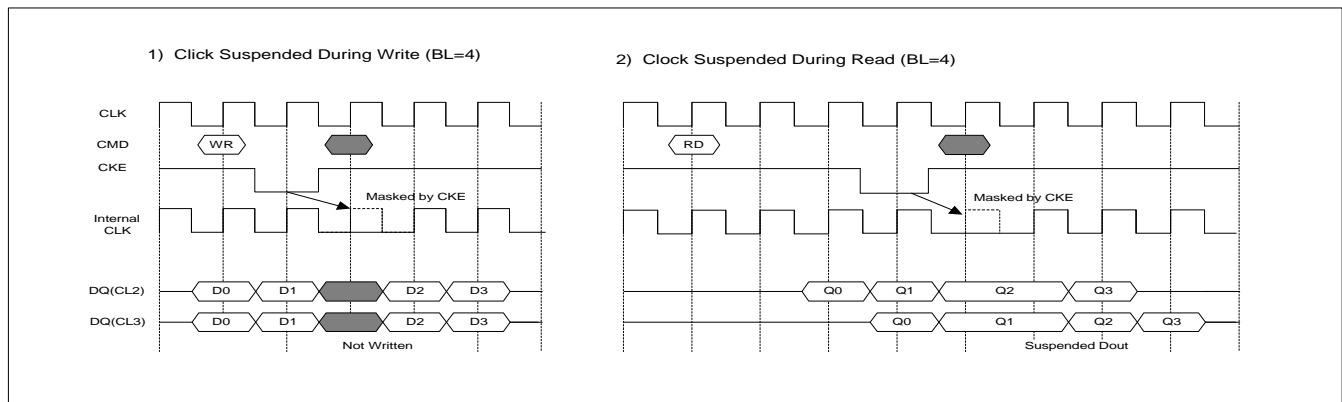 1) Click Suspended During Write (BL=4)
2) Clock Suspended During Read (BL=4)
CLK
CMD
WR
RD
CKE
Masked by CKE
Masked by CKE
Internal
CLK
DQ(CL2)
D0
D1
D2
D3
Q0
Q1
Q2
Q3
DQ(CL3)
D0
D1
D2
D3
Q0
Q1
Q2
Q3
Not Written
Suspended Dout